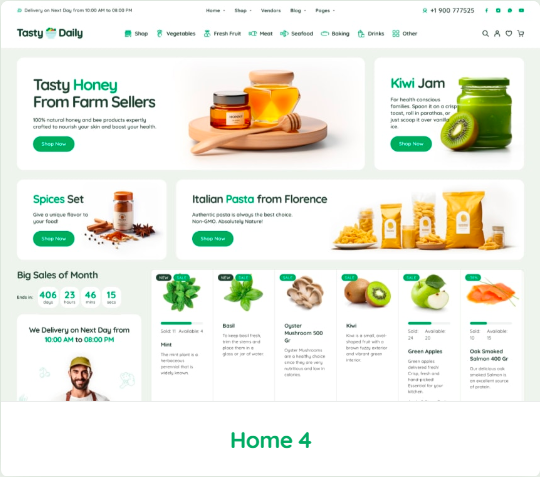 Delivery on Next Day from 10:00 AM to 08:00 PM
Home Shop Vendors Blog Pages
+1 900 777525
Tasty Daily
Shop Vegetables Fresh Fruit Meat Seafood Baking Drinks Other
Tasty Honey
From Farm Sellers
100% natural honey and bee products expertly
crafted to nourish your skin and boost your health.
Shop Now
Kiwi Jam
For health conscious
families. Spoon it on a crisp
toast, roll in parathas, or
just scoop it over vanilla
ice.
Shop Now
Spices Set
Give a unique flavor to
your food!
Shop Now
Italian Pasta from Florence
Authentic pasta is always the best choice.
Non-GMO. Absolutely Nature!
Shop Now
Big Sales of Month
Ends in:
406 23 46 15
days hours mins secs
We Delivery on Next Day from
10:00 AM to 08:00 PM
NEW SALE
Sold: Available: 4
Mint
The mint plant is a
herbaceous
perennial that is
widely known.
NEW SALE
Basil
To keep basil fresh,
trim the stems and
place them in a
glass or jar of water
SALE
Oyster
Mushroom 500
Gr
Oyster Mushrooms
are a healthy choice
since they are very
nutritious and low in
calories.
Kiwi
Kiwi is a small, oval-
shaped fruit with a
brown fuzzy exterior
and vibrant green
interior.
SALE
Sold: Available:
24 20
Green Apples
Green apples
delivered fresh!
Crisp, fresh and
hand picked.
Essential for your
kitchen.
Sold: Available:
10 15
Oak Smoked
Salmon 400 Gr
Our delicious oak
smoked Salmon is
an excellent source
of protein.
Home 4